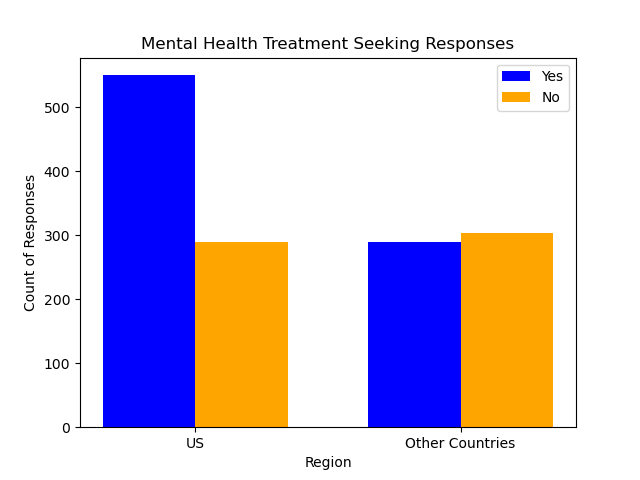 Mental Health Treatment Seeking Responses
Yes
No
500
400
300
200
100
0
Count of Responses
US
Other Countries
Region